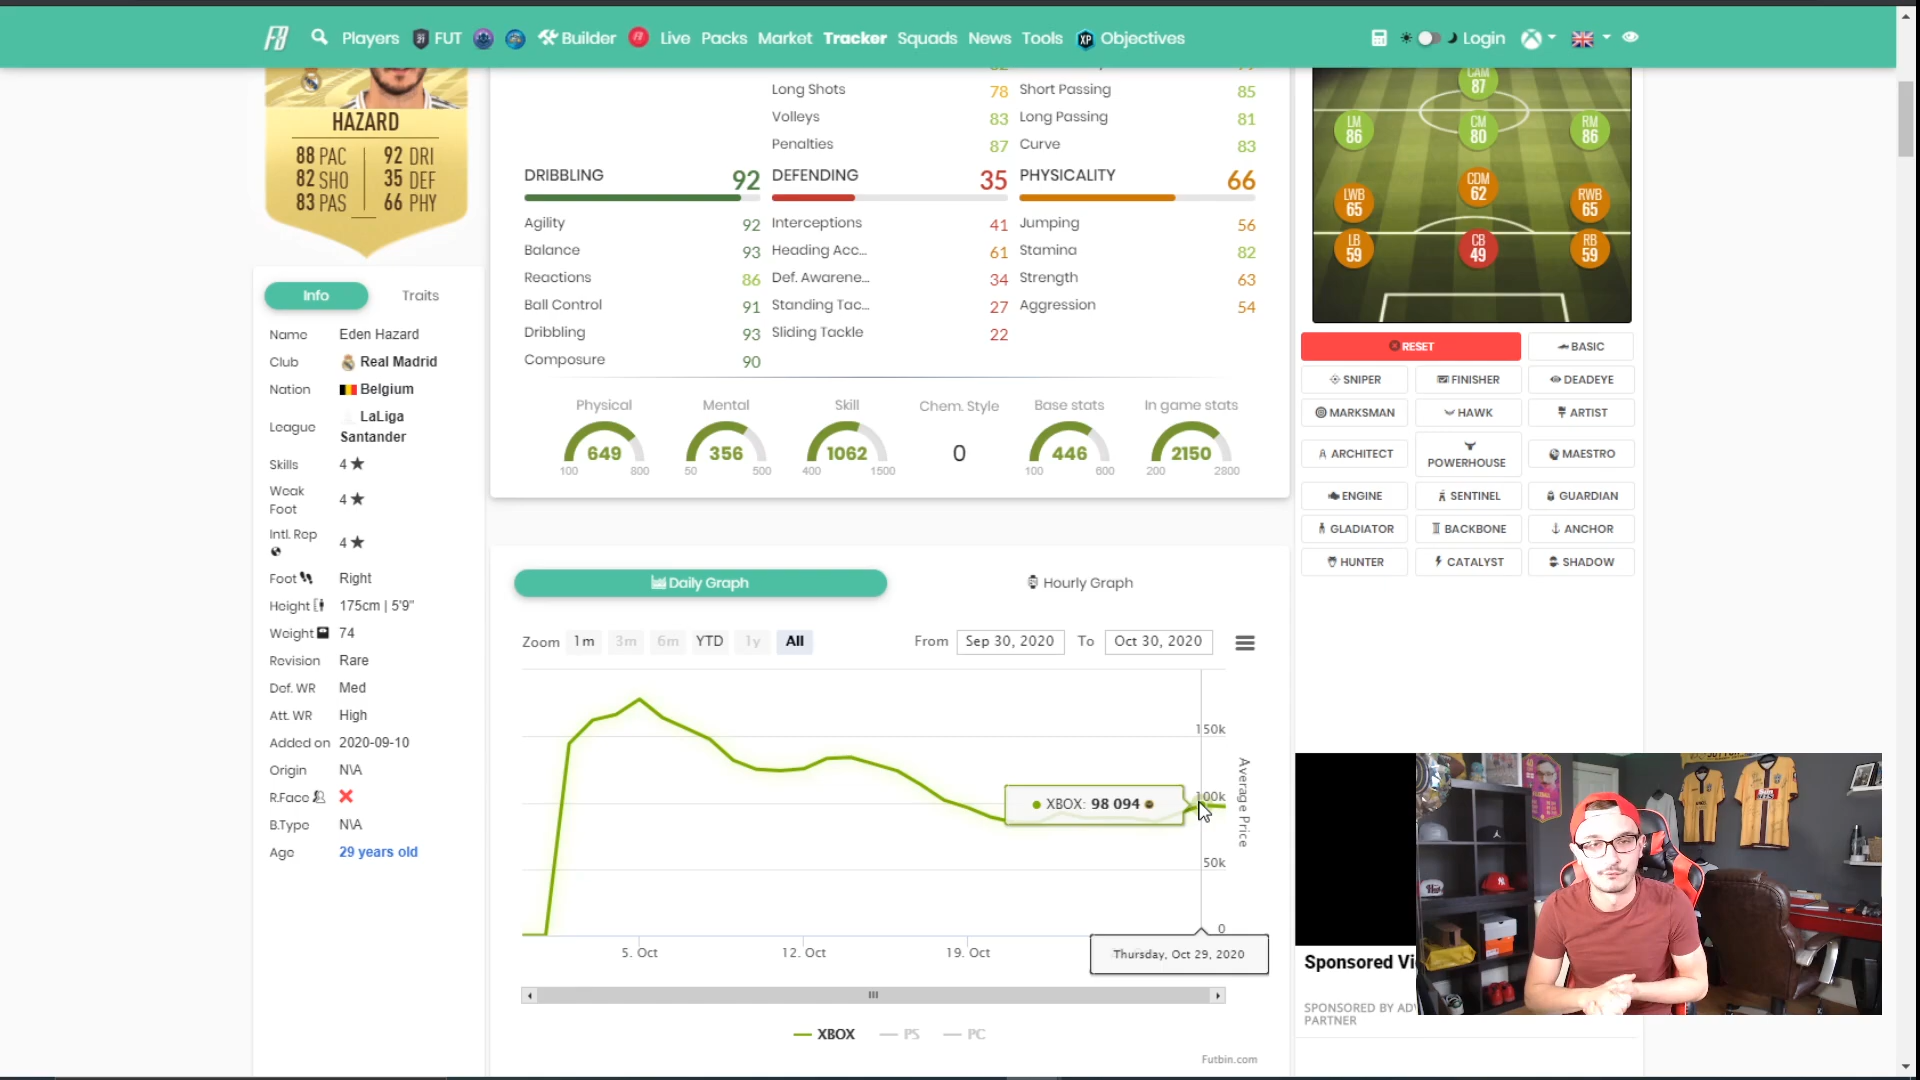 Players FUT Builder Live Packs Market Tracker Squads News Tools XP Objectives Login
HAZARD
88 PAC 92 DRI
82 SHO 35 DEF
83 PAS 66 PHY
Info Traits
Name Eden Hazard
Club Real Madrid
Nation Belgium
League LaLiga Santander
Skills 4★
Weak Foot 4★
Intl. Rep 4★
Foot Right
Height 175cm | 5'9"
Weight 74
Revision Rare
Def. WR Med
Att. WR High
Added on 2020-09-10
Origin N\A
R.Face
B.Type N\A
Age 29 years old
Long Shots 78 Short Passing 85
Volleys 83 Long Passing 81
Penalties 87 Curve 83
DRIBBLING 92 DEFENDING 35 PHYSICALITY 66
Agility 92 Interceptions 41 Jumping 56
Balance 93 Heading Acc... 61 Stamina 82
Reactions 86 Def. Awarene... 34 Strength 63
Ball Control 91 Standing Tac... 27 Aggression 54
Dribbling 93 Sliding Tackle 22
Composure 90
Physical Mental Skill Chem. Style Base stats In game stats
649 356 1062 0 446 2150
100 800 50 500 400 1500 100 600 200 2800
Daily Graph Hourly Graph
Zoom 1m 3m 6m YTD 1y All From Sep 30, 2020 To Oct 30, 2020
150k
XBOX: 98 094
100k
50k
0
Average Price
5. Oct 12. Oct 19. Oct
Thursday, Oct 29, 2020
XBOX PS PC
Futbin.com
CAM
87
LM CM RM
86 80 86
CDM
62
LWB RWB
65 65
LB CB RB
59 49 59
RESET BASIC
SNIPER FINISHER DEADEYE
MARKSMAN HAWK ARTIST
ARCHITECT POWERHOUSE MAESTRO
ENGINE SENTINEL GUARDIAN
GLADIATOR BACKBONE ANCHOR
HUNTER CATALYST SHADOW
Sponsored Vi
SPONSORED BY AD
PARTNER